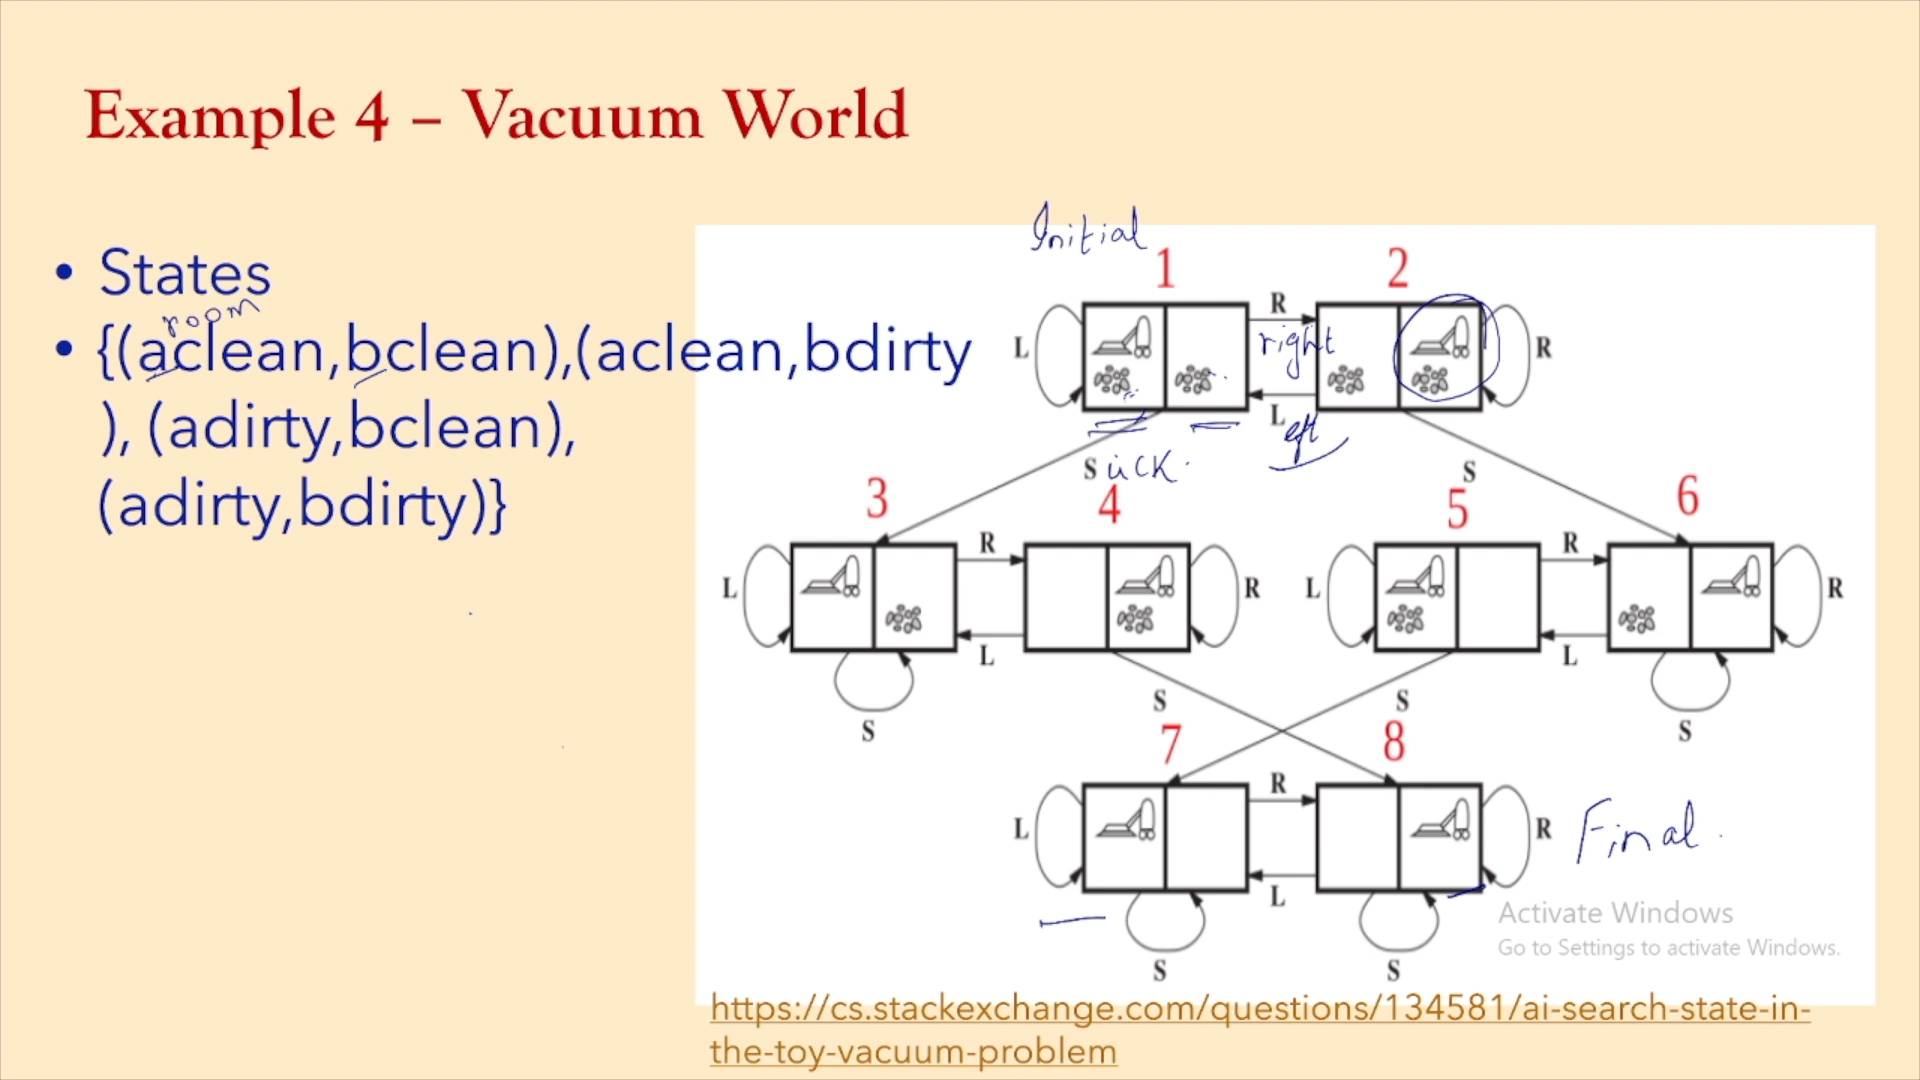 Example 4 – Vacuum World
• States
room
• {(aclean,bclean),(aclean,bdirty
), (adirty,bclean),
(adirty,bdirty)}
Initial
1
2
R
L
right
R
L
eft
S uck.
S
3
4
5
6
R
R
L
R
L
R
L
L
S
S
S
S
7
8
R
L
R
Final.
L
S
S
Activate Windows
Go to Settings to activate Windows.
https://cs.stackexchange.com/questions/134581/ai-search-state-in-
the-toy-vacuum-problem